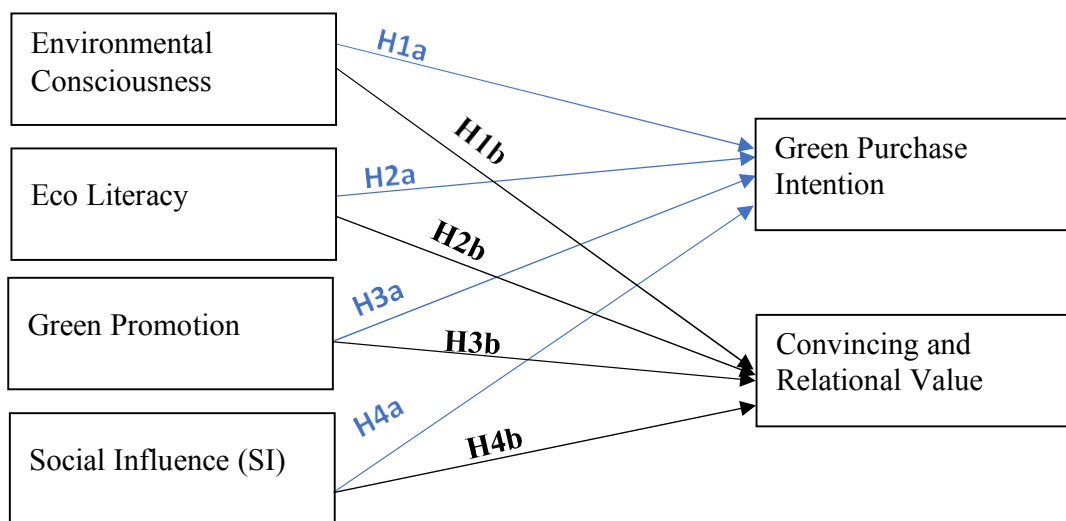 Environmental
Consciousness
H1a
H1b
Green Purchase
Intention
Eco Literacy
H2a
H2b
Green Promotion
H3a
H3b
Convincing and
Relational Value
Social Influence (SI)
H4a
H4b